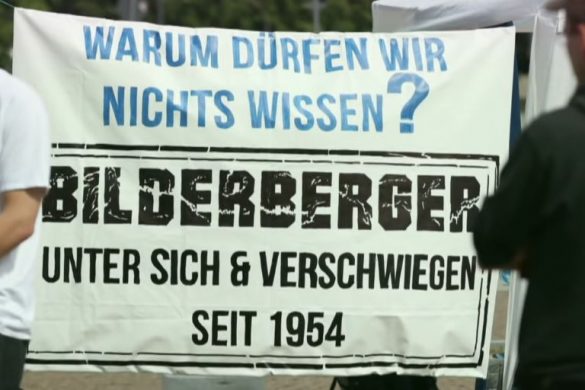 WARUM DÜRFEN WIR
NICHTS WISSEN?
BILDERBERGER
UNTER SICH & VERSCHWIEGEN
SEIT 1954